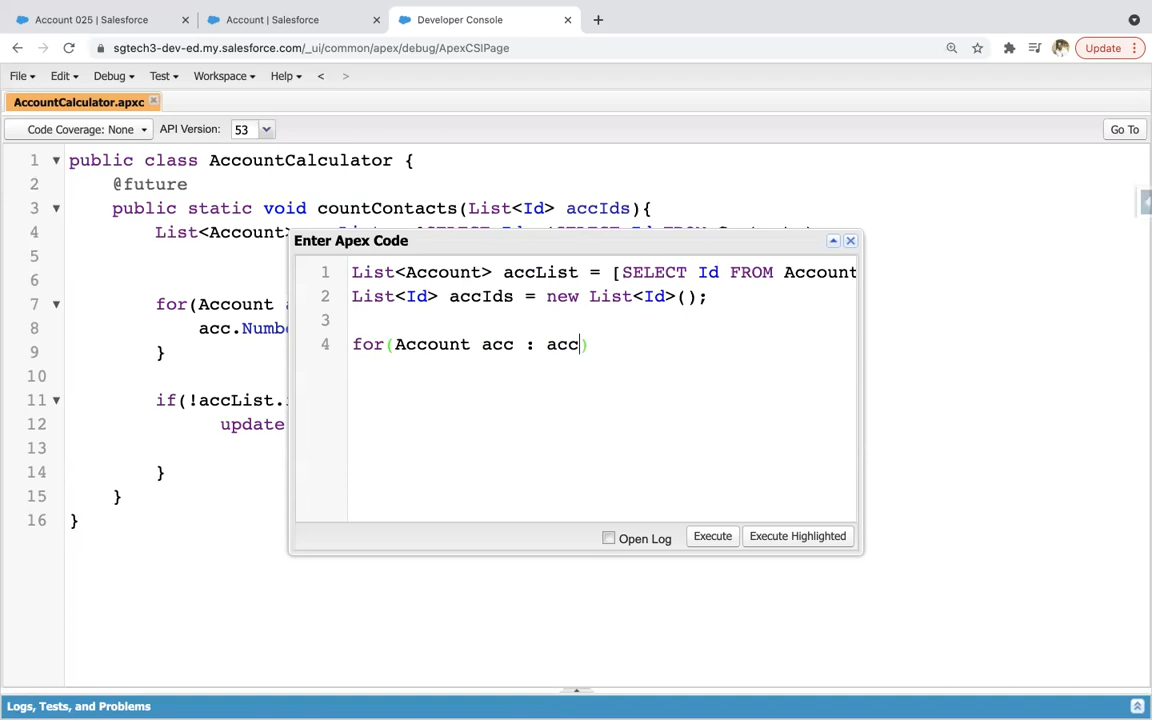 Account 025 | Salesforce
Account | Salesforce
Developer Console
sgtech3-dev-ed.my.salesforce.com/_ui/common/apex/debug/ApexCSIPage
Update
File Edit Debug Test Workspace Help < >
AccountCalculator.apxc
Code Coverage: None API Version: 53 Go To
1 public class AccountCalculator {
2 @future
3 public static void countContacts(List<Id> accIds){
4 List<Account>
5
6
7 for(Account
8 acc.Numb
9 }
10
11 if(!accList.
12 update
13
14 }
15 }
16 }
Enter Apex Code
1 List<Account> accList = [SELECT Id FROM Account
2 List<Id> accIds = new List<Id>();
3
4 for(Account acc : acc)
Open Log Execute Execute Highlighted
Logs, Tests, and Problems